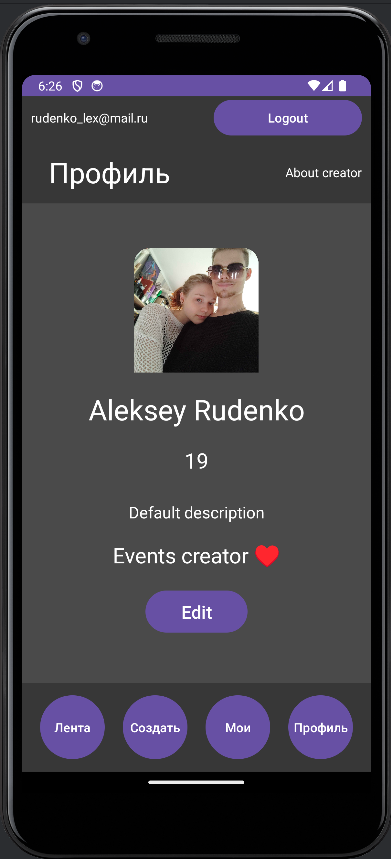 6:26
rudenko_lex@mail.ru
Logout
Профиль
About creator
Aleksey Rudenko
19
Default description
Events creator ❤️
Edit
Лента
Создать
Мои
Профиль